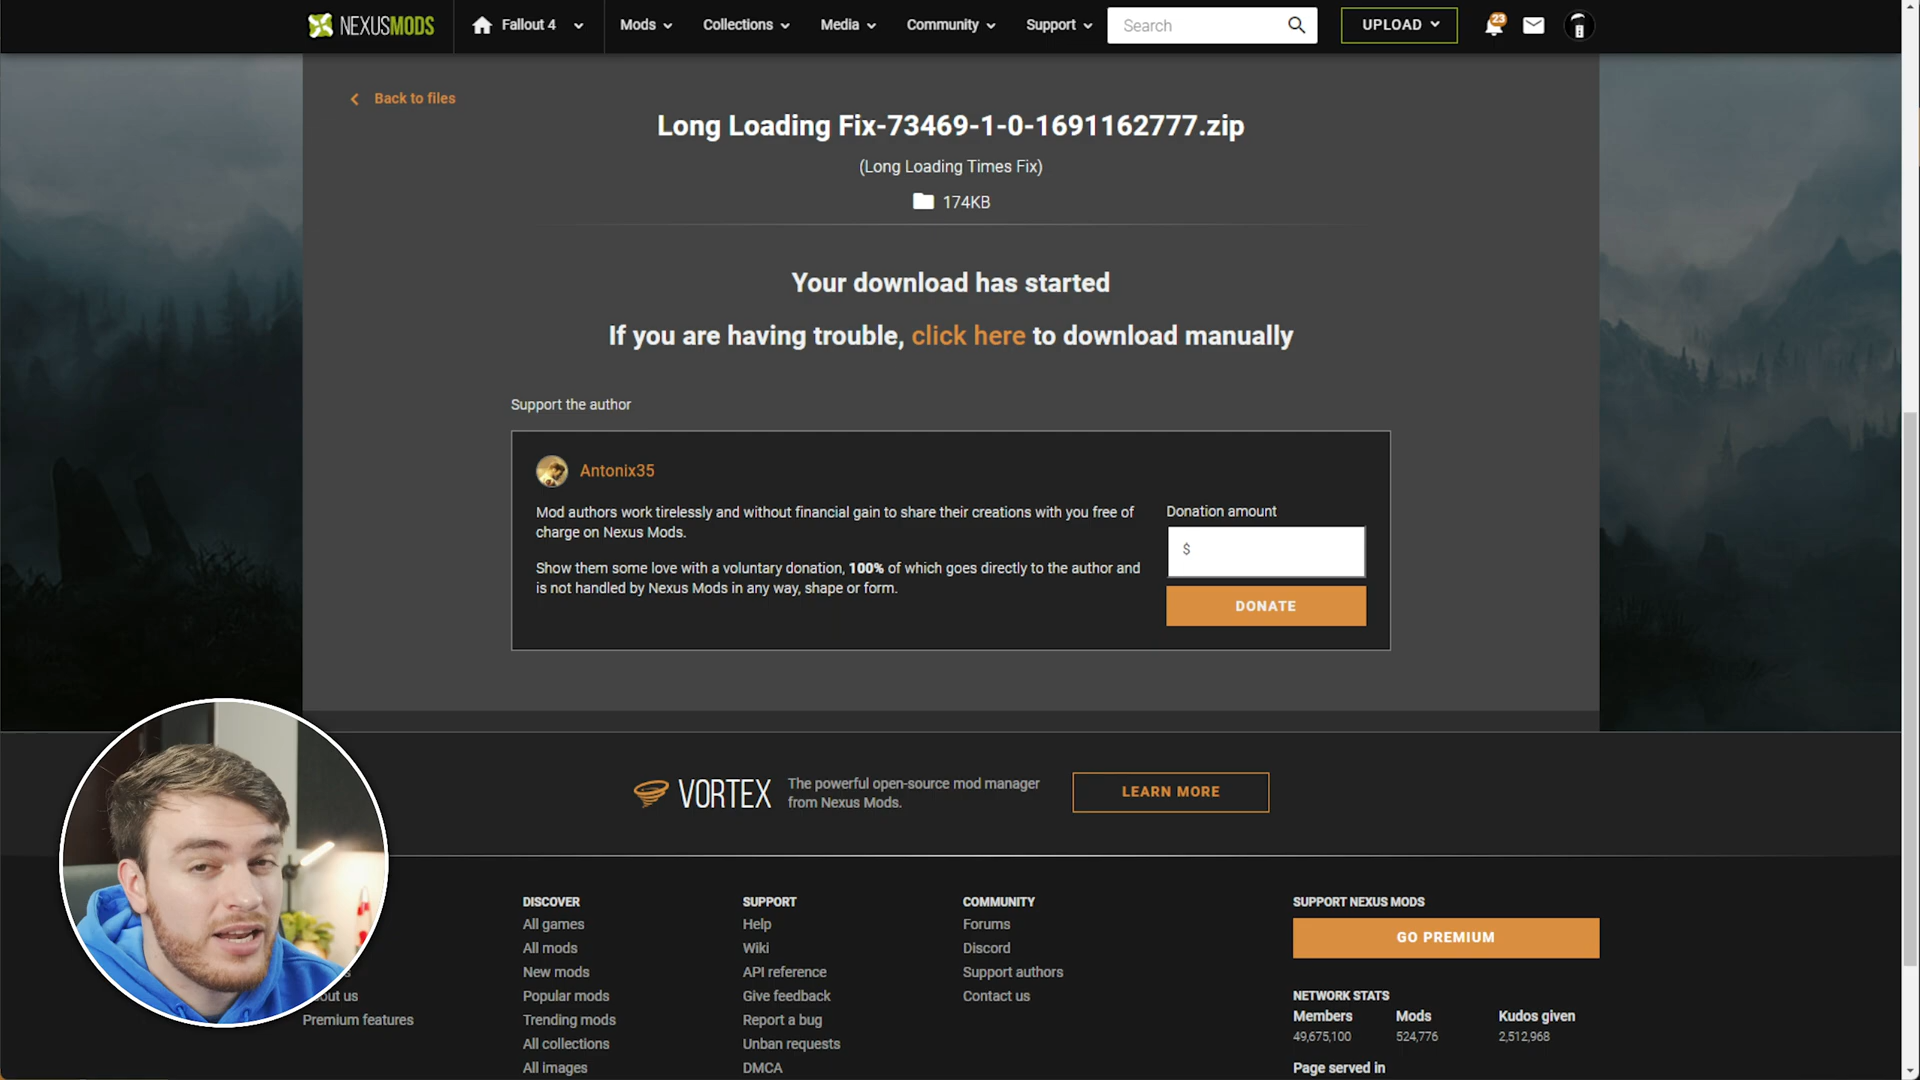 NEXUSMODS
Fallout 4
Mods
Collections
Media
Community
Support
Search
UPLOAD
23
Back to files
Long Loading Fix-73469-1-0-1691162777.zip
(Long Loading Times Fix)
174KB
Your download has started
If you are having trouble, click here to download manually
Support the author
Antonix35
Mod authors work tirelessly and without financial gain to share their creations with you free of
charge on Nexus Mods.
Show them some love with a voluntary donation, 100% of which goes directly to the author and
is not handled by Nexus Mods in any way, shape or form.
Donation amount
$
DONATE
VORTEX
The powerful open-source mod manager
from Nexus Mods.
LEARN MORE
us
Premium features
DISCOVER
All games
All mods
New mods
Popular mods
Trending mods
All collections
All images
SUPPORT
Help
Wiki
API reference
Give feedback
Report a bug
Unban requests
DMCA
COMMUNITY
Forums
Discord
Support authors
Contact us
SUPPORT NEXUS MODS
GO PREMIUM
NETWORK STATS
Members
Mods
Kudos given
49,675,100
524,776
2,512,968
Page served in